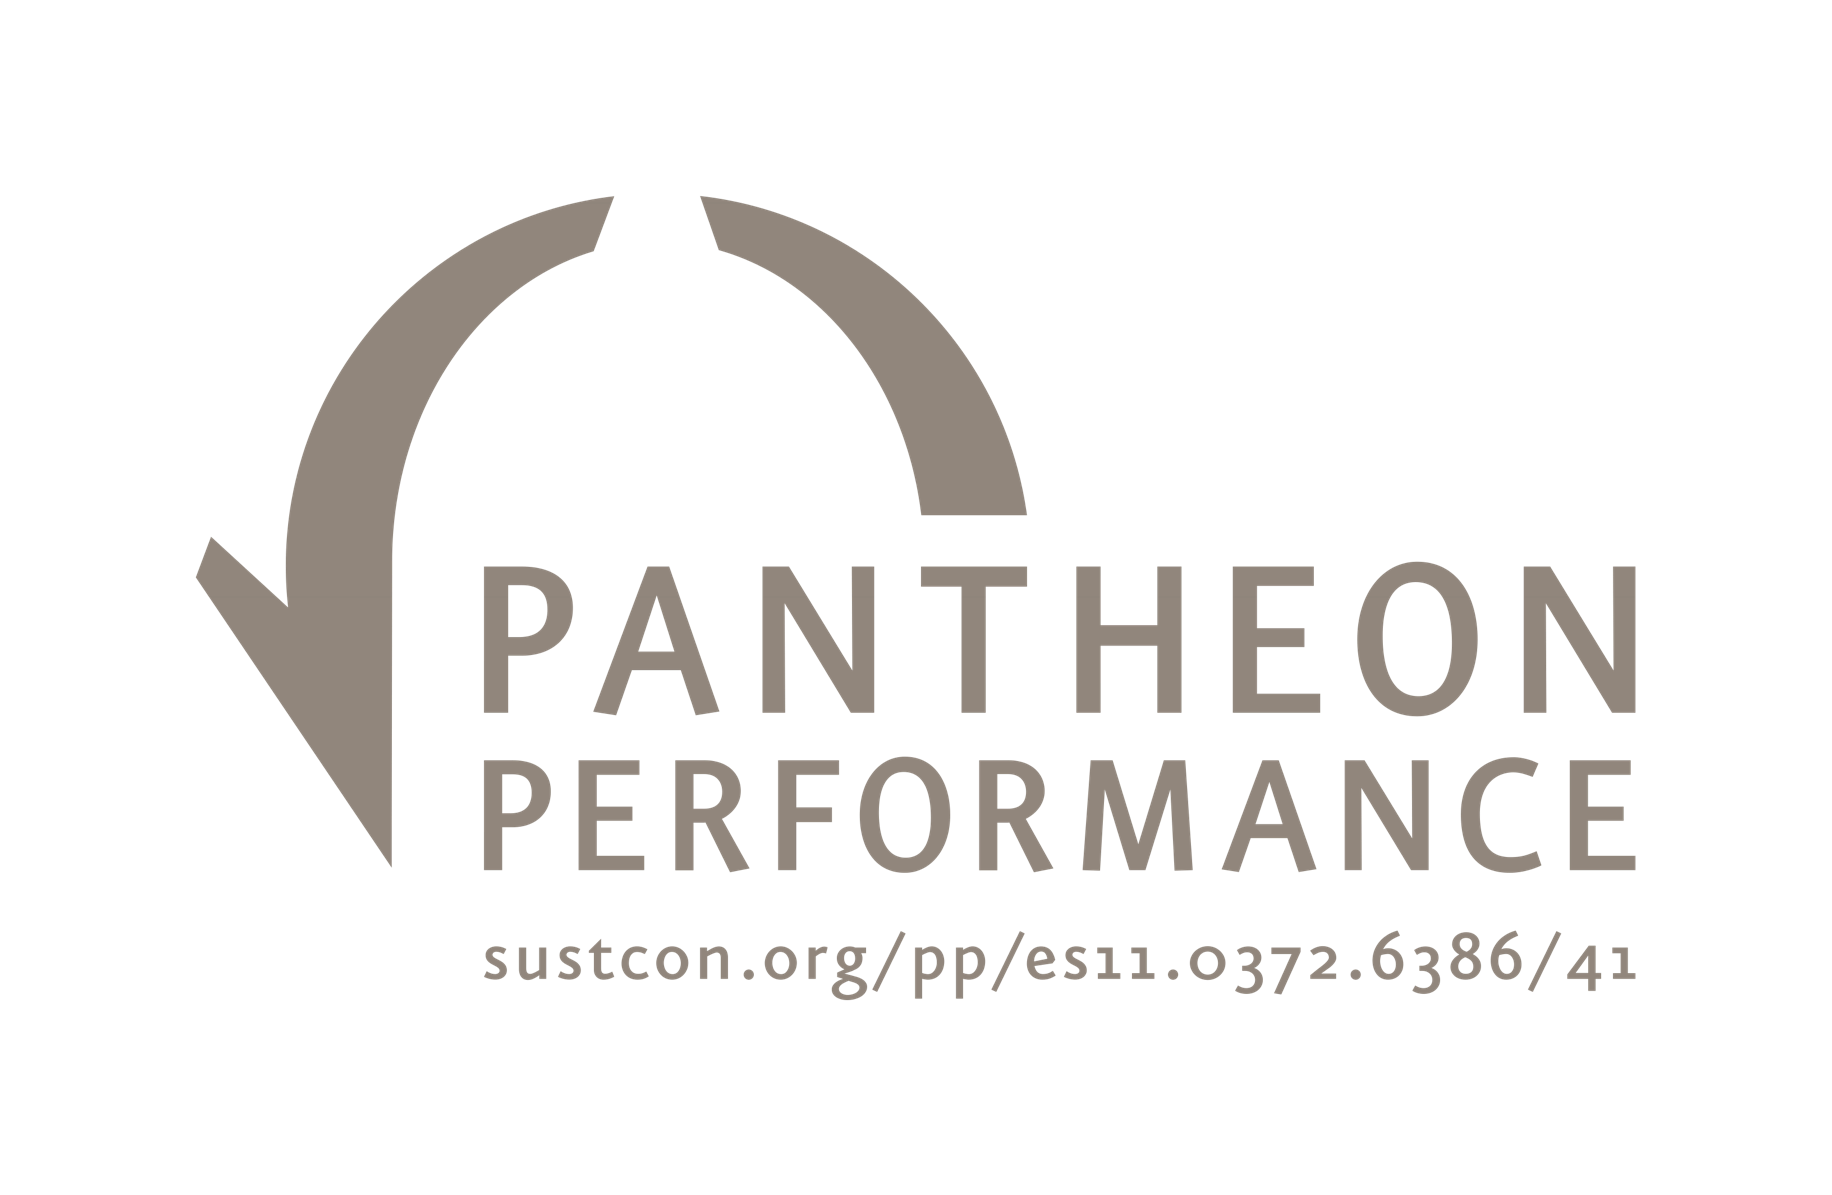 PANTHEON
PERFORMANCE
sustcon.org/pp/es11.0372.6386/41